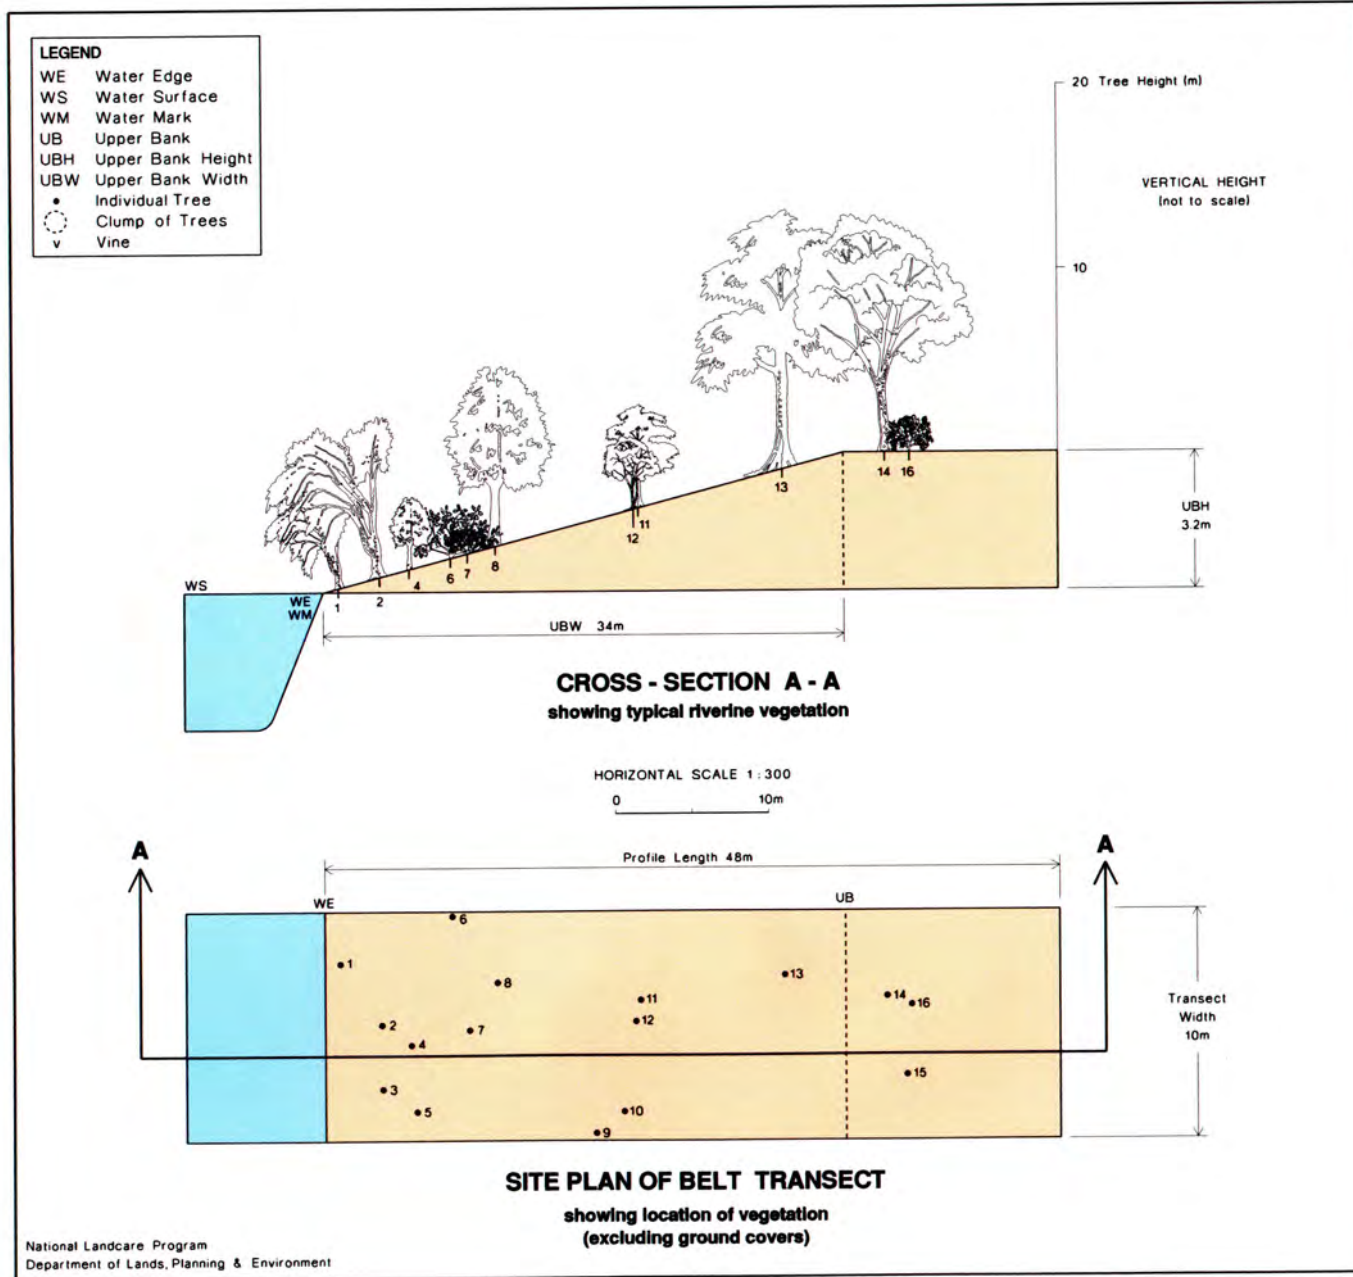 LEGEND
WE Water Edge
WS Water Surface
WM Water Mark
UB Upper Bank
UBH Upper Bank Height
UBW Upper Bank Width
Individual Tree
Clump of Trees
v Vine
20 Tree Height (m)
VERTICAL HEIGHT
(not to scale)
10
14 16
13
UBH
3.2m
11
12
8
7
6
4
2
1
WS
WE
WM
UBW 34m
CROSS - SECTION A - A
showing typical riverine vegetation
HORIZONTAL SCALE 1 : 300
0 10m
A A
Profile Length 48m
WE UB
6
1
13
8
14
16
11
12
2
7
4
Transect
Width
10m
15
3
5
10
9
SITE PLAN OF BELT TRANSECT
showing location of vegetation
(excluding ground covers)
National Landcare Program
Department of Lands, Planning & Environment